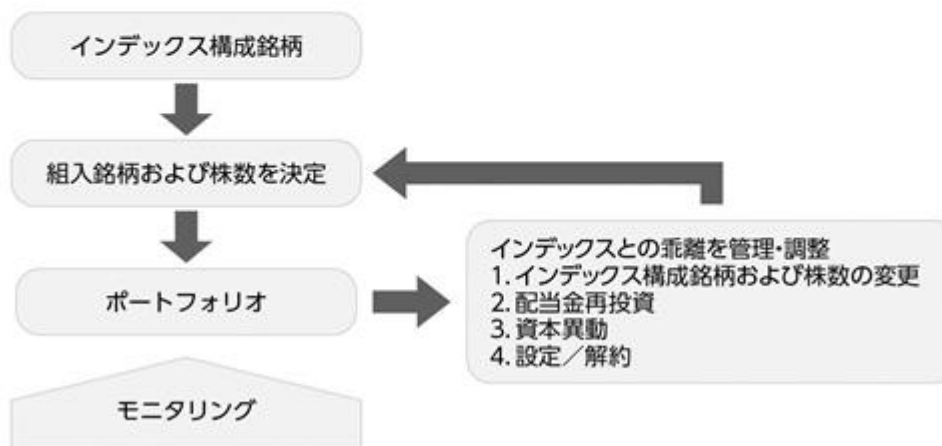 インデックス構成銘柄
組入銘柄および株数を決定
ポートフォリオ
インデックスとの乖離を管理・調整
1. インデックス構成銘柄および株数の変更
2. 配当金再投資
3. 資本異動
4. 設定／解約
モニタリング